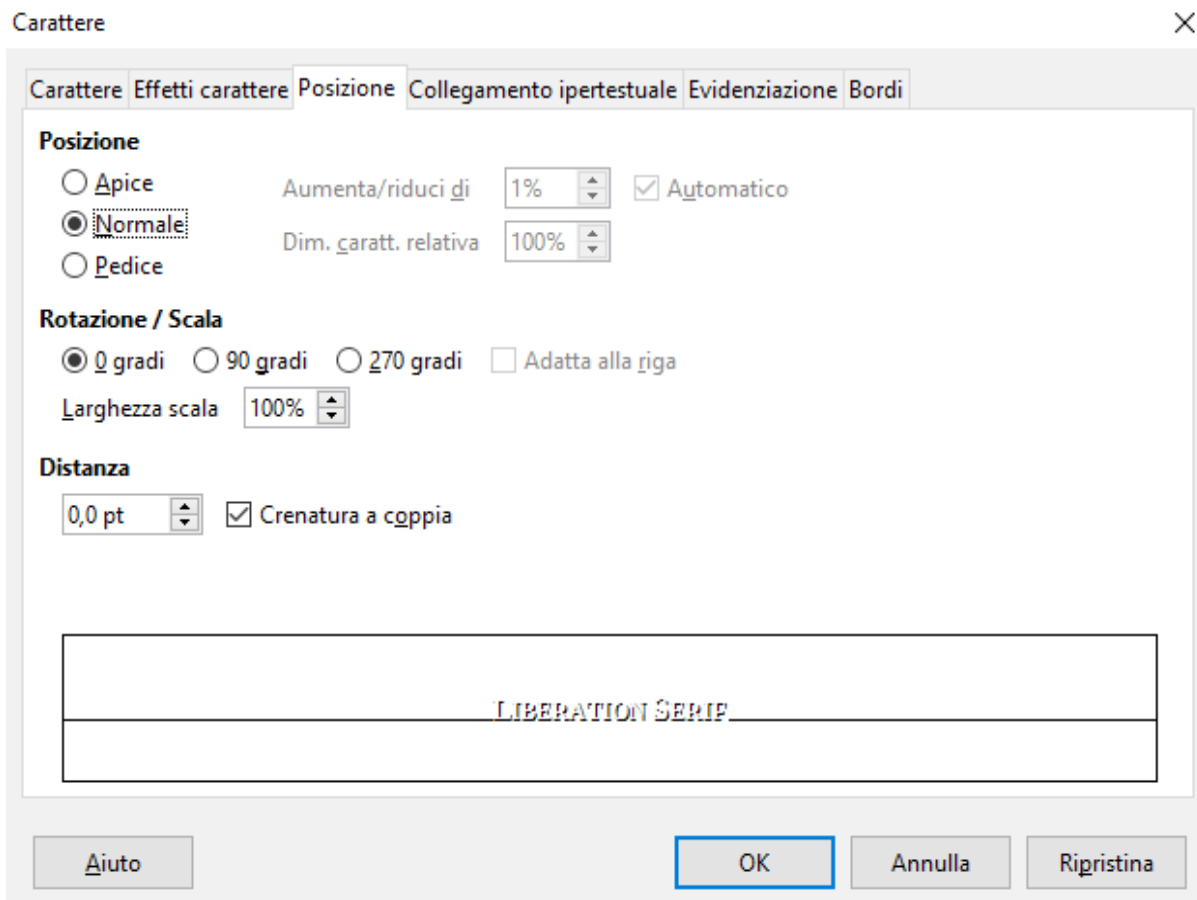 Carattere
Carattere Effetti carattere Posizione Collegamento ipertestuale Evidenziazione Bordi
Posizione
Apice Aumenta/riduci di 1% Automatico
Normale
Dim. caratt. relativa 100%
Pedice
Rotazione / Scala
0 gradi 90 gradi 270 gradi Adatta alla riga
Larghezza scala 100%
Distanza
0,0 pt Crenatura a coppia
LIBERATION SERIF
Aiuto OK Annulla Ripristina